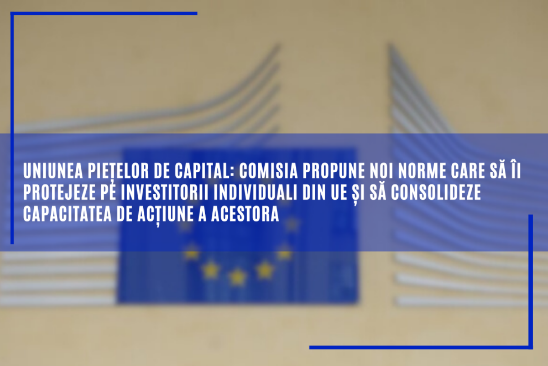 UNIUNEA PIEȚELOR DE CAPITAL: COMISIA PROPUNE NOI NORME CARE SĂ ÎI
PROTEJEZE PE INVESTITORII INDIVIDUALI DIN UE ȘI SĂ CONSOLIDEZE
CAPACITATEA DE ACȚIUNE A ACESTORA